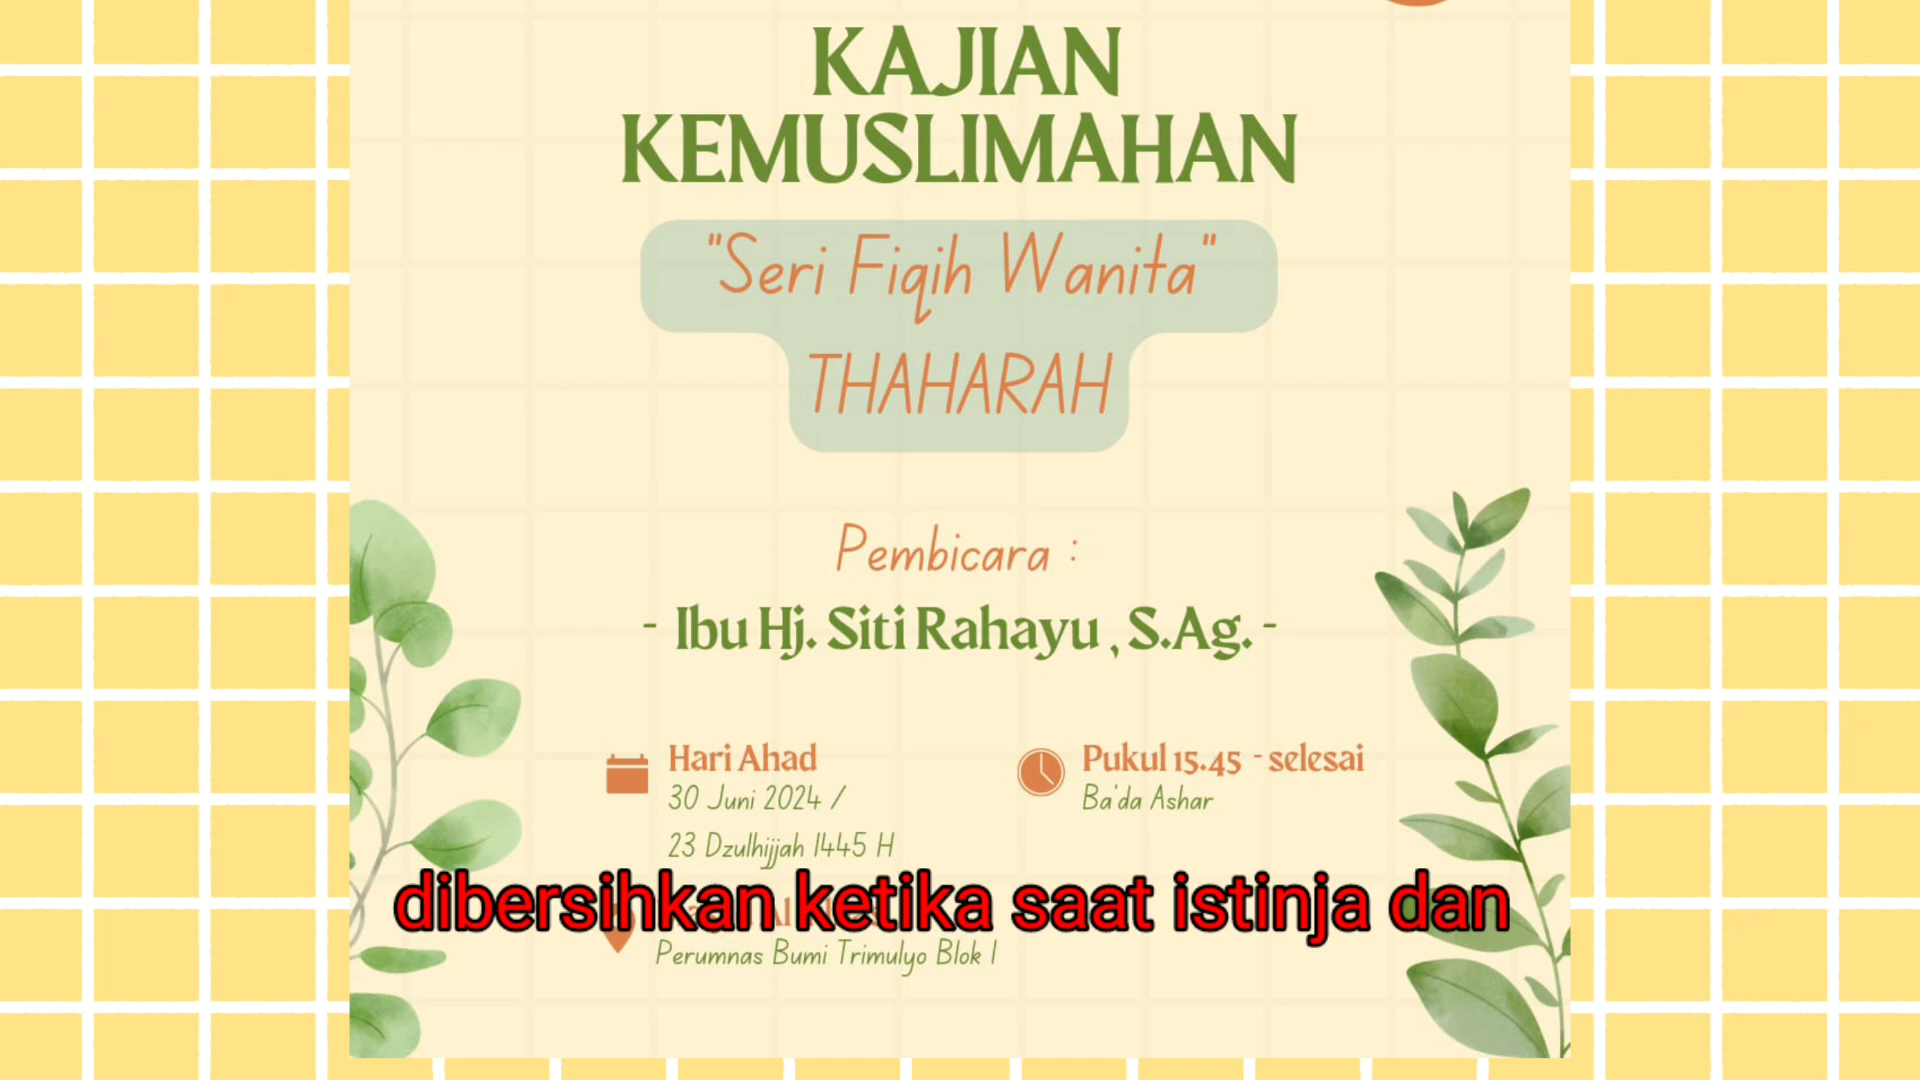 KAJIAN
KEMUSLIMAHAN
"Seri Fiqih Wanita"
THAHARAH
Pembicara :
- Ibu Hj. Siti Rahayu , S.Ag. -
Hari Ahad
30 Juni 2024 /
23 Dzulhijjah 1445 H
Pukul 15.45 - selesai
Ba'da Ashar
dibersihkan ketika saat istinja dan
Perumnas Bumi Trimulyo Blok I